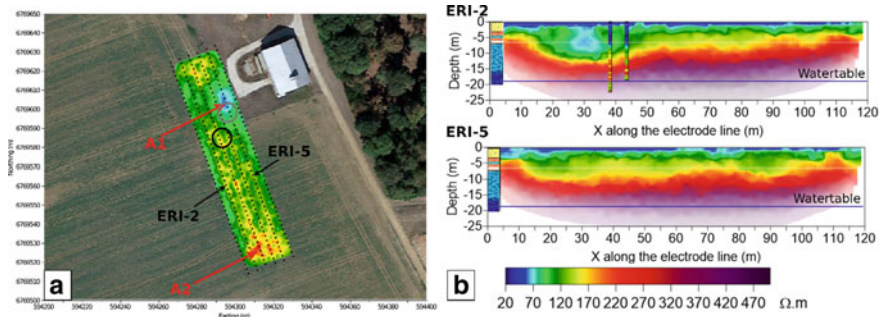 6769650
6769640
6769630
6769620
6769610
6769600
6769590
6769580
6769570
6769560
6769550
6769540
6769530
6769520
6769510
6769500
Northing (m)
A1
ERI-5
ERI-2
A2
a
594200 594220 594240 594260 594280 594300 594320 594340 594360 594380 594400
Easting (m)
ERI-2
Depth (m)
0
-5
-10
-15
-20
-25
Watertable
0 10 20 30 40 50 60 70 80 90 100 110 120
X along the electrode line (m)
ERI-5
Depth (m)
0
-5
-10
-15
-20
-25
Watertable
0 10 20 30 40 50 60 70 80 90 100 110 120
X along the electrode line (m)
b
20 70 120 170 220 270 320 370 420 470 Ω.m